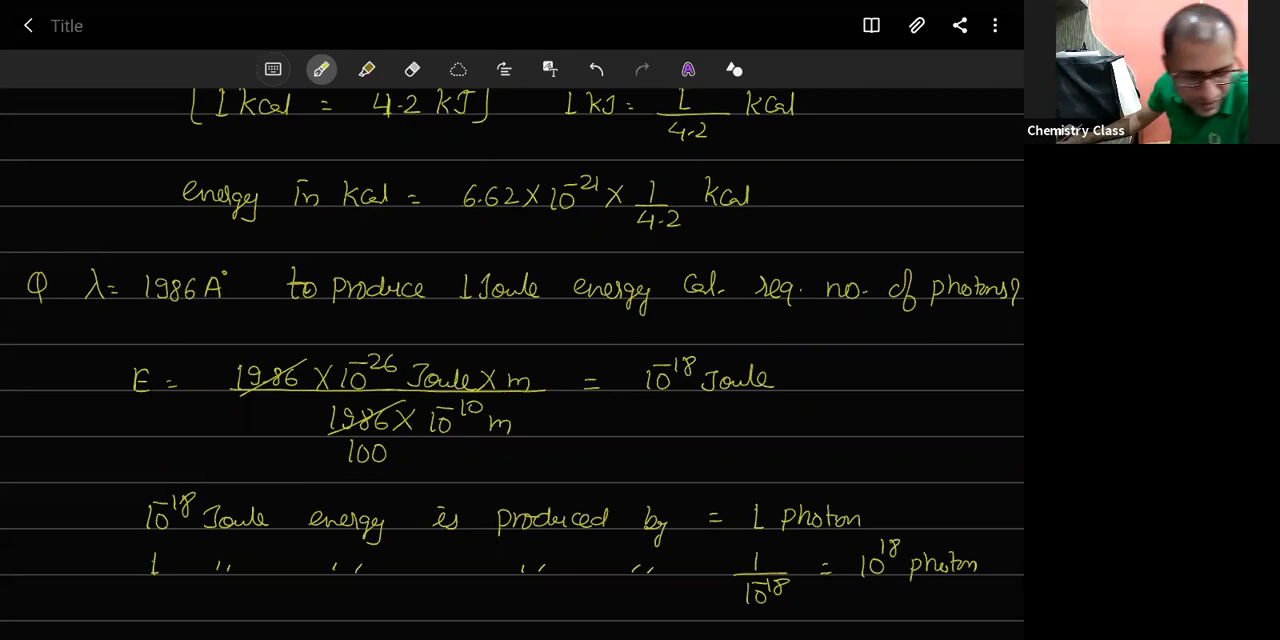 Title
Chemistry Class
[1 kcal = 4.2 kJ] 1 kJ = 1/4.2 kcal
energy in kcal = 6.62 × 10⁻²¹ × 1/4.2 kcal
Q λ = 1986 A° to produce 1 Joule energy Cal. req. no. of photons?
E = 1986 × 10⁻²⁶ Joule × m / 1986 × 10⁻¹⁰ m = 10⁻¹⁸ Joule
100
10⁻¹⁸ Joule energy is produced by = 1 photon
1 " " " " 1/10⁻¹⁸ = 10¹⁸ photon